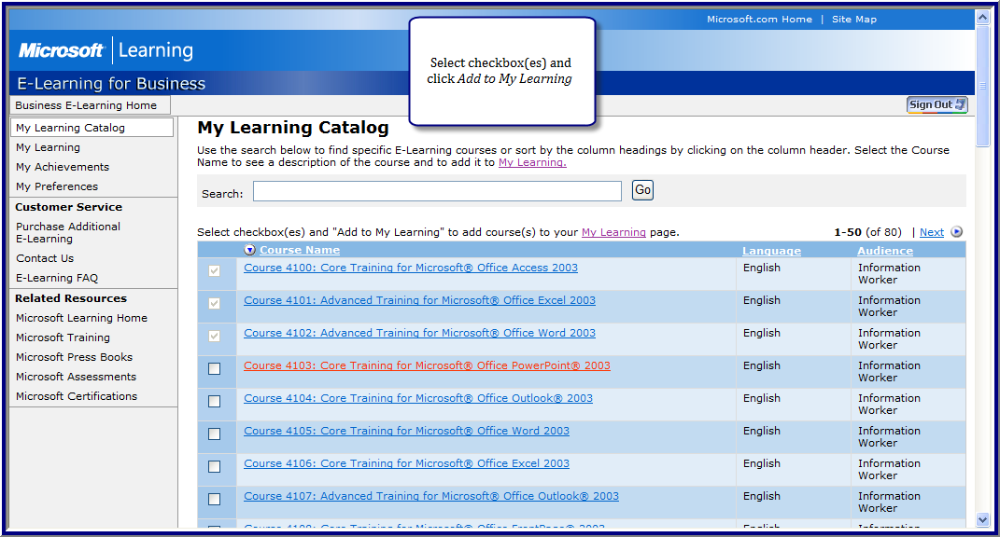 Microsoft.com Home | Site Map
Microsoft Learning
Select checkbox(es) and
click Add to My Learning
E-Learning for Business
Business E-Learning Home
Sign Out
My Learning Catalog
My Learning
My Achievements
My Preferences
Customer Service
Purchase Additional
E-Learning
Contact Us
E-Learning FAQ
Related Resources
Microsoft Learning Home
Microsoft Training
Microsoft Press Books
Microsoft Assessments
Microsoft Certifications
My Learning Catalog
Use the search below to find specific E-Learning courses or sort by the column headings by clicking on the column header. Select the Course
Name to see a description of the course and to add it to My Learning.
Search:
Go
Select checkbox(es) and "Add to My Learning" to add course(s) to your My Learning page.
1-50 (of 80) | Next
Course Name Language Audience
Course 4100: Core Training for Microsoft® Office Access 2003 English Information
Worker
Course 4101: Advanced Training for Microsoft® Office Excel 2003 English Information
Worker
Course 4102: Advanced Training for Microsoft® Office Word 2003 English Information
Worker
Course 4103: Core Training for Microsoft® Office PowerPoint® 2003 English Information
Worker
Course 4104: Core Training for Microsoft® Office Outlook® 2003 English Information
Worker
Course 4105: Core Training for Microsoft® Office Word 2003 English Information
Worker
Course 4106: Core Training for Microsoft® Office Excel 2003 English Information
Worker
Course 4107: Advanced Training for Microsoft® Office Outlook® 2003 English Information
Worker